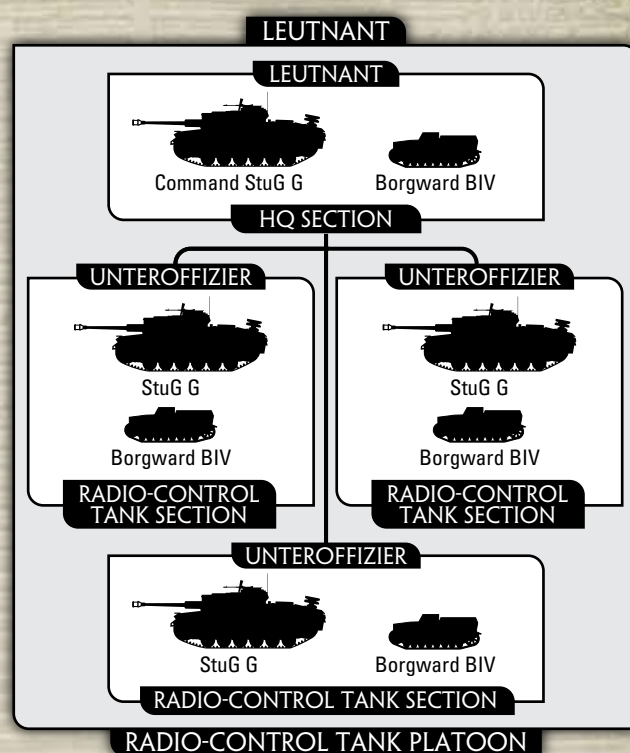 LEUTNANT
LEUTNANT
Command StuG G
Borgward BIV
HQ SECTION
UNTEROFFIZIER
StuG G
Borgward BIV
RADIO-CONTROL
TANK SECTION
UNTEROFFIZIER
StuG G
Borgward BIV
RADIO-CONTROL
TANK SECTION
UNTEROFFIZIER
StuG G
Borgward BIV
RADIO-CONTROL TANK SECTION
RADIO-CONTROL TANK PLATOON